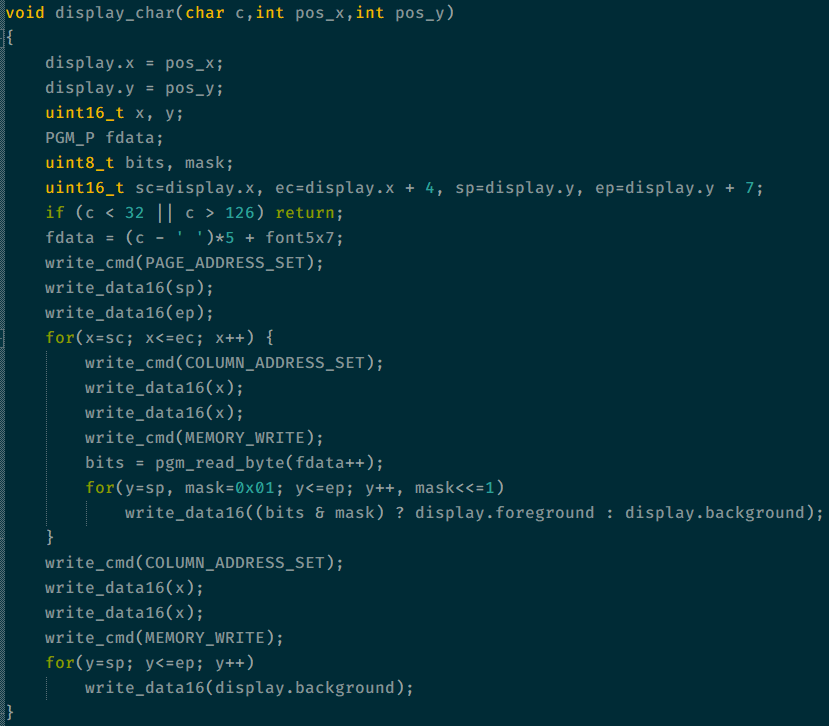 void display_char(char c,int pos_x,int pos_y)
{
    display.x = pos_x;
    display.y = pos_y;
    uint16_t x, y;
    PGM_P fdata;
    uint8_t bits, mask;
    uint16_t sc=display.x, ec=display.x + 4, sp=display.y, ep=display.y + 7;
    if (c < 32 || c > 126) return;
    fdata = (c - ' ')*5 + font5x7;
    write_cmd(PAGE_ADDRESS_SET);
    write_data16(sp);
    write_data16(ep);
    for(x=sc; x<=ec; x++) {
        write_cmd(COLUMN_ADDRESS_SET);
        write_data16(x);
        write_data16(x);
        write_cmd(MEMORY_WRITE);
        bits = pgm_read_byte(fdata++);
        for(y=sp, mask=0x01; y<=ep; y++, mask<<=1)
            write_data16((bits & mask) ? display.foreground : display.background);
    }
    write_cmd(COLUMN_ADDRESS_SET);
    write_data16(x);
    write_data16(x);
    write_cmd(MEMORY_WRITE);
    for(y=sp; y<=ep; y++)
        write_data16(display.background);
}